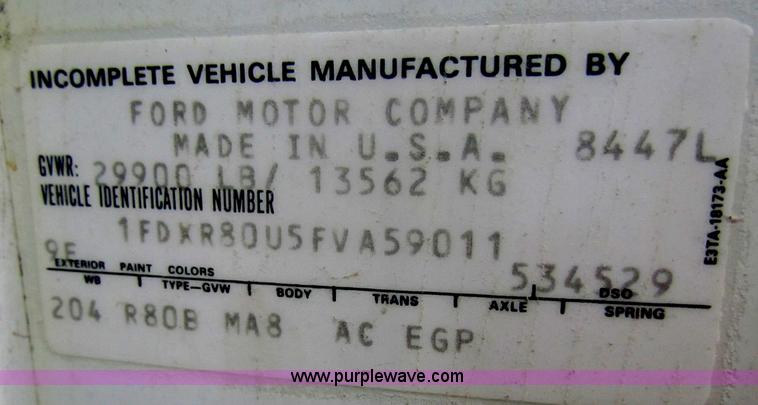 INCOMPLETE VEHICLE MANUFACTURED BY
FORD MOTOR COMPANY
MADE IN U.S.A. 8447L
GVWR: 29900 LB/ 13562 KG
VEHICLE IDENTIFICATION NUMBER
1FDXR80U5FVA59011
9E 534529
EXTERIOR PAINT COLORS DSO
WB TYPE-GVW BODY TRANS AXLE SPRING
204 R80B MA8 AC EGP
E3TA-18173-AA
www.purplewave.com